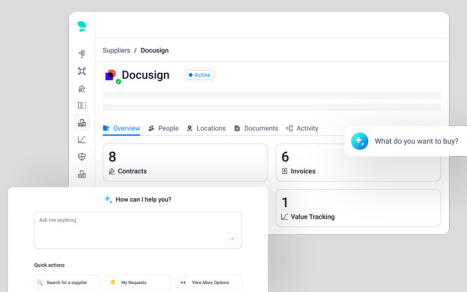 Suppliers / Docusign
Docusign
Active
Overview
People
Locations
Documents
Activity
What do you want to buy?
8
Contracts
6
Invoices
1
Value Tracking
How can I help you?
Ask me anything
Quick actions
Search for a supplier
My Requests
View More Options